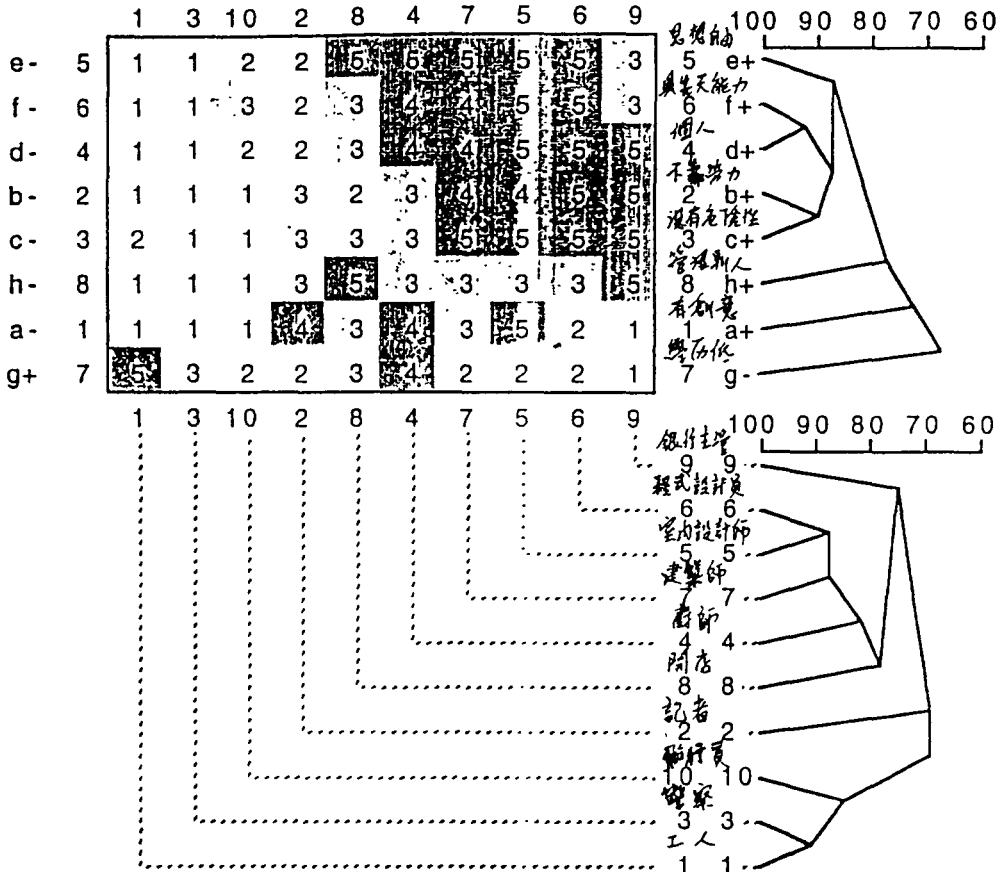 1 3 10 2 8 4 7 5 6 9 100 90 80 70 60
思想自由
e- 5 1 1 2 2 5 4 5 5 5 3 5 e+
具先天能力
f- 6 1 1 3 2 3 4 4 5 5 3 6 f+
個人
d- 4 1 1 2 2 3 4 4 5 5 5 4 d+
不靠勞力
b- 2 1 1 1 3 2 3 4 4 5 5 2 b+
沒有危險性
c- 3 2 1 1 3 3 3 5 5 5 5 3 c+
管理別人
h- 8 1 1 1 3 5 3 3 3 3 5 8 h+
有創意
a- 1 1 1 1 4 3 4 3 5 2 1 1 a+
學历低
g+ 7 5 3 2 2 3 4 2 2 2 1 7 g-
1 3 10 2 8 4 7 5 6 9 100 90 80 70 60
銀行主管
9 9
程式設計員
6 6
室内設計師
5 5
建築師
7 7
廚師
4 4
開店
8 8
記者
2 2
10 10
警察
3 3
工人
1 1